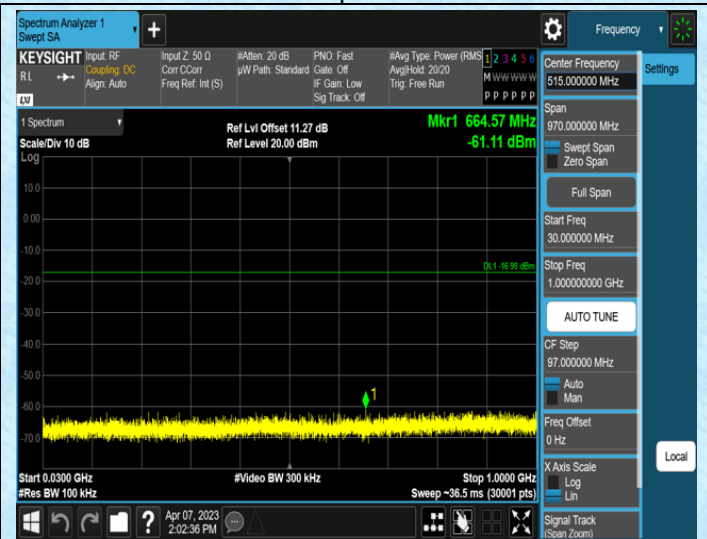 Spectrum Analyzer 1
Swept SA
+
Frequency
KEYSIGHT
RL
LXI
Input: RF
Coupling: DC
Align: Auto
Input Z: 50 Ω
Corr CCorr
Freq Ref: Int (S)
#Atten: 20 dB
µW Path: Standard
PNO: Fast
Gate: Off
IF Gain: Low
Sig Track: Off
#Avg Type: Power (RMS
Avg|Hold: 20/20
Trig: Free Run
1 2 3 4 5 6
M W W W W W
P P P P P P
1 Spectrum
Scale/Div 10 dB
Log
Ref Lvl Offset 11.27 dB
Ref Level 20.00 dBm
Mkr1 664.57 MHz
-61.11 dBm
10.0
0.00
-10.0
-20.0
-30.0
-40.0
-50.0
-60.0
-70.0
DL1 -16.98 dBm
1
Start 0.0300 GHz
#Res BW 100 kHz
#Video BW 300 kHz
Stop 1.0000 GHz
Sweep ~36.5 ms (30001 pts)
Center Frequency
515.000000 MHz
Settings
Span
970.000000 MHz
Swept Span
Zero Span
Full Span
Start Freq
30.000000 MHz
Stop Freq
1.000000000 GHz
AUTO TUNE
CF Step
97.000000 MHz
Auto
Man
Freq Offset
0 Hz
X Axis Scale
Log
Lin
Local
Signal Track
(Span Zoom)
?
Apr 07, 2023
2:02:36 PM